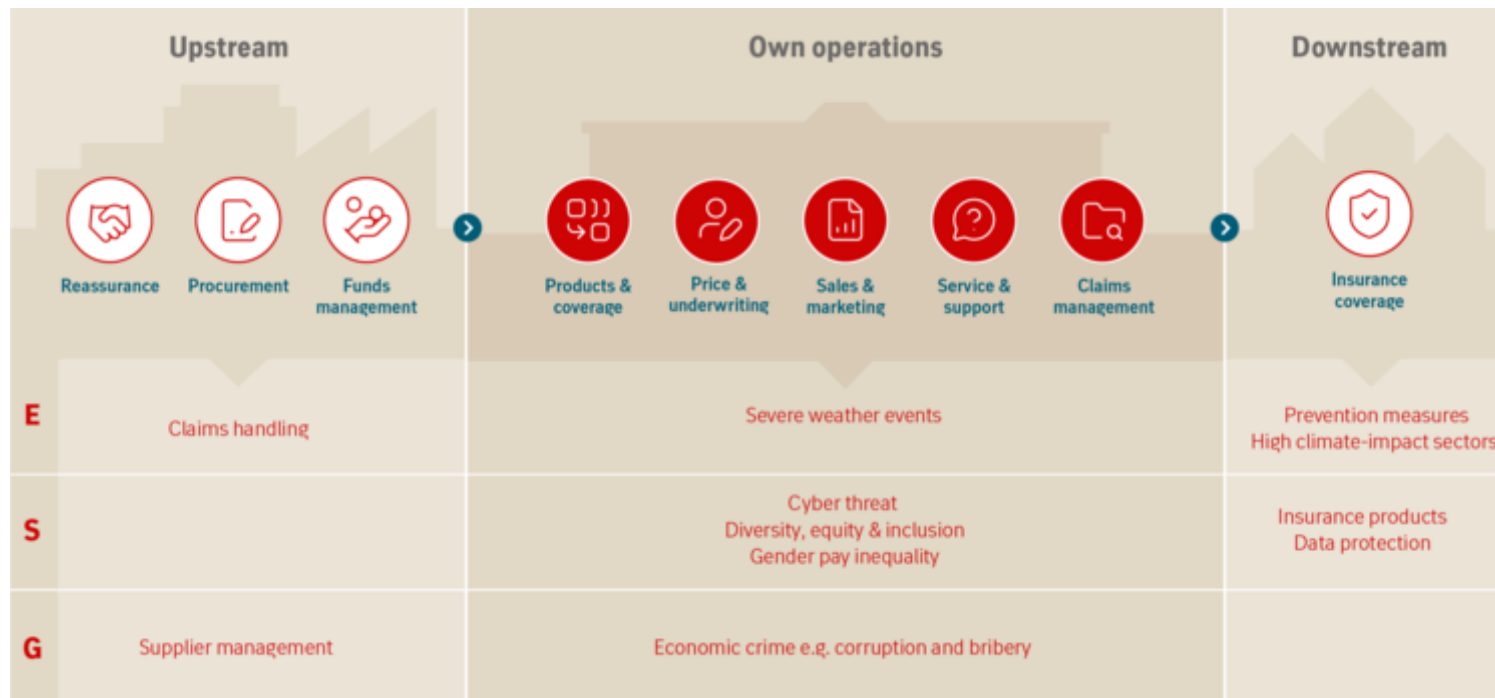 Upstream
Own operations
Downstream
Reassurance
Procurement
Funds
management
Products &
coverage
Price &
underwriting
Sales &
marketing
Service &
support
Claims
management
Insurance
coverage
E
Claims handling
Severe weather events
Prevention measures
High climate-impact sectors
S
Cyber threat
Diversity, equity & inclusion
Gender pay inequality
Insurance products
Data protection
G
Supplier management
Economic crime e.g. corruption and bribery